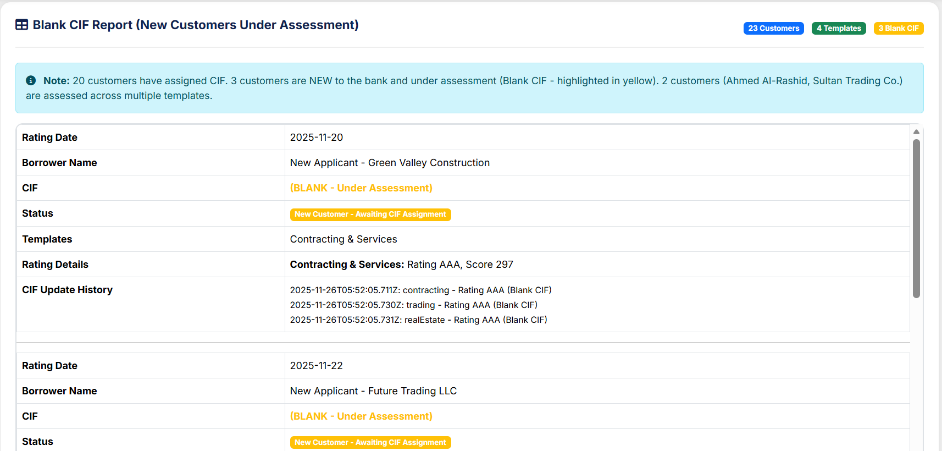 Blank CIF Report (New Customers Under Assessment)
23 Customers
4 Templates
3 Blank CIF
Note: 20 customers have assigned CIF. 3 customers are NEW to the bank and under assessment (Blank CIF - highlighted in yellow). 2 customers (Ahmed Al-Rashid, Sultan Trading Co.)
are assessed across multiple templates.
Rating Date 2025-11-20
Borrower Name New Applicant - Green Valley Construction
CIF (BLANK - Under Assessment)
Status New Customer - Awaiting CIF Assignment
Templates Contracting & Services
Rating Details Contracting & Services: Rating AAA, Score 297
CIF Update History 2025-11-26T05:52:05.711Z: contracting - Rating AAA (Blank CIF)
2025-11-26T05:52:05.730Z: trading - Rating AAA (Blank CIF)
2025-11-26T05:52:05.731Z: realEstate - Rating AAA (Blank CIF)
Rating Date 2025-11-22
Borrower Name New Applicant - Future Trading LLC
CIF (BLANK - Under Assessment)
Status New Customer - Awaiting CIF Assignment